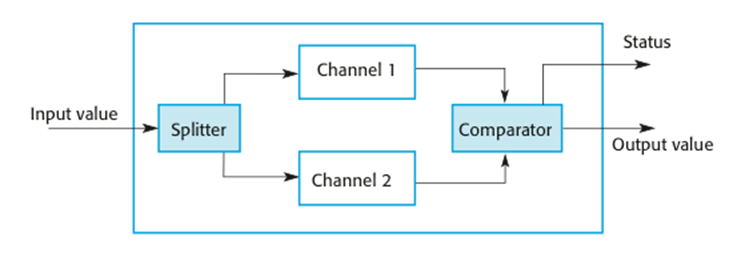 Status
Channel 1
Input value
Splitter
Comparator
Output value
Channel 2